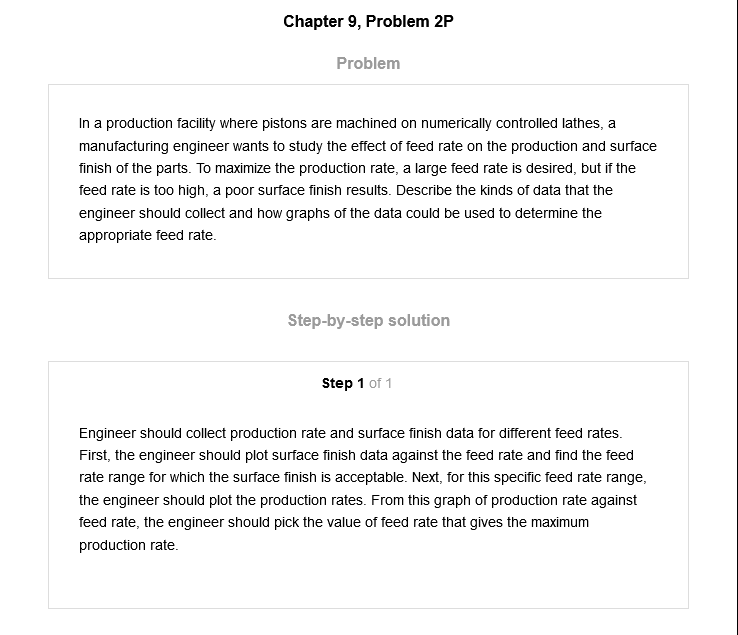 Chapter 9, Problem 2P
Problem
In a production facility where pistons are machined on numerically controlled lathes, a
manufacturing engineer wants to study the effect of feed rate on the production and surface
finish of the parts. To maximize the production rate, a large feed rate is desired, but if the
feed rate is too high, a poor surface finish results. Describe the kinds of data that the
engineer should collect and how graphs of the data could be used to determine the
appropriate feed rate.
Step-by-step solution
Step 1 of 1
Engineer should collect production rate and surface finish data for different feed rates.
First, the engineer should plot surface finish data against the feed rate and find the feed
rate range for which the surface finish is acceptable. Next, for this specific feed rate range,
the engineer should plot the production rates. From this graph of production rate against
feed rate, the engineer should pick the value of feed rate that gives the maximum
production rate.